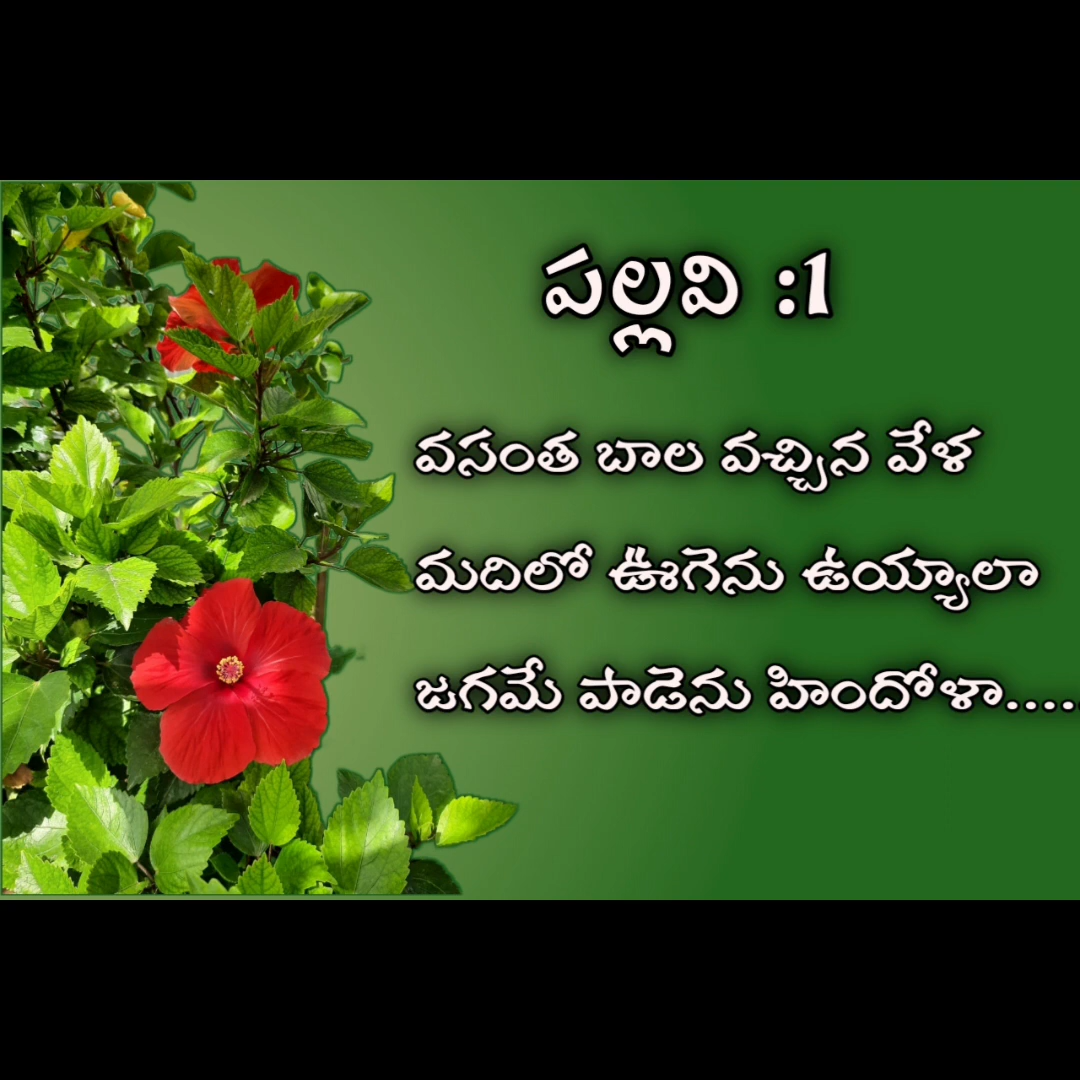 పల్లవి :1
వసంత బాల వచ్చిన వేళ
మదిలో ఊగెను ఉయ్యాలా
జగమే పాడెను హిందోళా.....